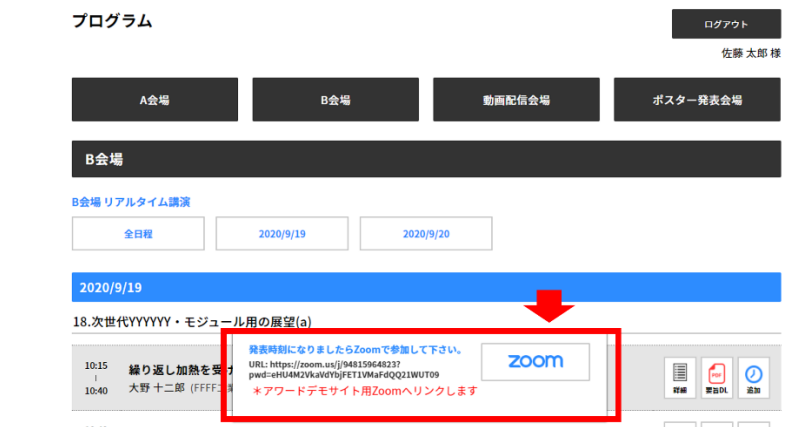 プログラム
ログアウト
佐藤 太郎 様
A会場
B会場
動画配信会場
ポスター発表会場
B会場
B会場 リアルタイム講演
全日程
2020/9/19
2020/9/20
2020/9/19
18.次世代YYYYYY・モジュール用の展望(a)
発表時刻になりましたらZoomで参加して下さい。
URL: https://zoom.us/j/94815964823?
pwd=eHU4M2VkaVdYbjFET1VMaFdQQ21WUT09
＊アワードデモサイト用Zoomへリンクします
zoom
10:15
10:40
繰り返し加熱を受け
大野 十二郎 (FFFF工業
詳細
PDF
要旨DL
追加